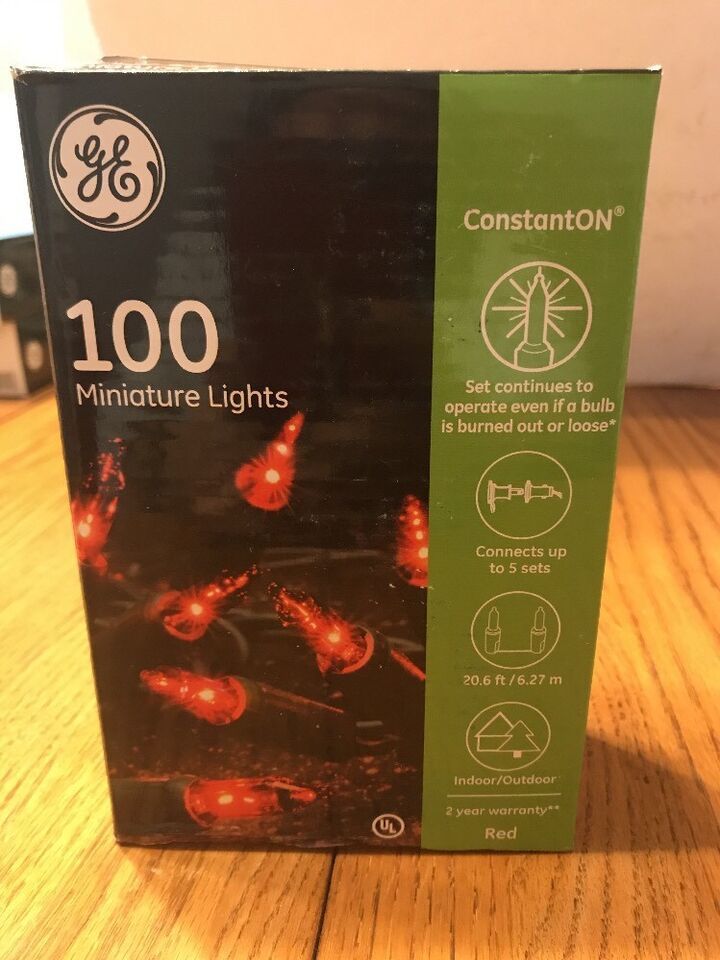 GE
100
Miniature Lights
ConstantON®
Set continues to
operate even if a bulb
is burned out or loose*
Connects up
to 5 sets
20.6 ft / 6.27 m
Indoor/Outdoor
2 year warranty**
Red
UL